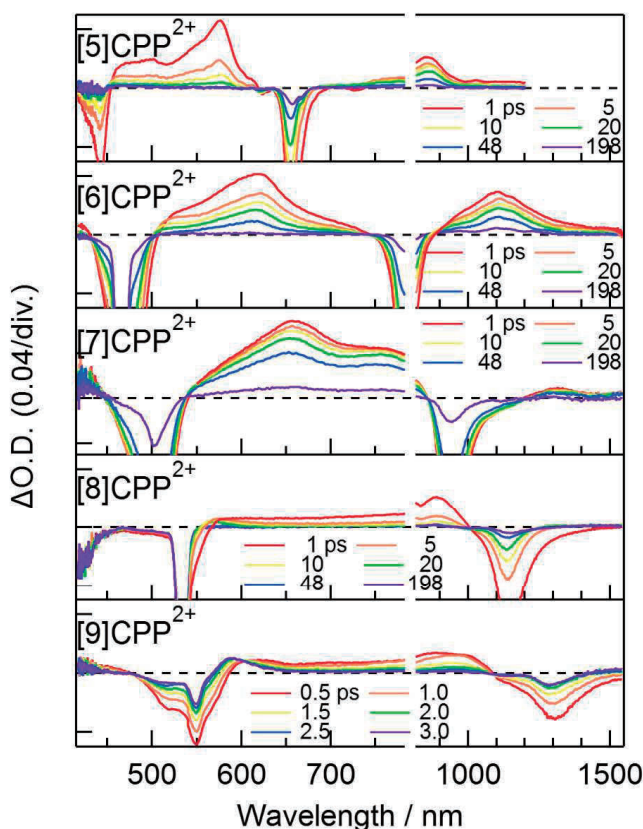 [5]CPP2+
1 ps 5
10 20
48 198
[6]CPP2+
1 ps 5
10 20
48 198
[7]CPP2+
1 ps 5
10 20
48 198
[8]CPP2+
1 ps 5
10 20
48 198
[9]CPP2+
0.5 ps 1.0
1.5 2.0
2.5 3.0
ΔO.D. (0.04/div.)
500 600 700 1000 1500
Wavelength / nm